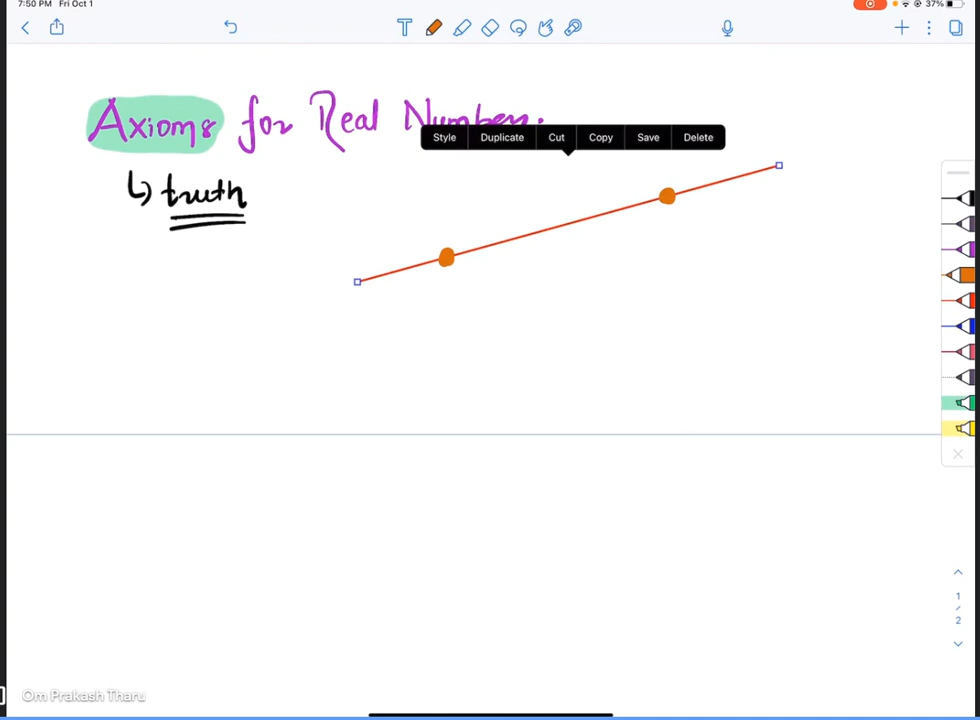 7:50 PM Fri Oct 1
37%
Axioms for Real Number.
Style Duplicate Cut Copy Save Delete
↳ truth
1
/
2
Om Prakash Tharu